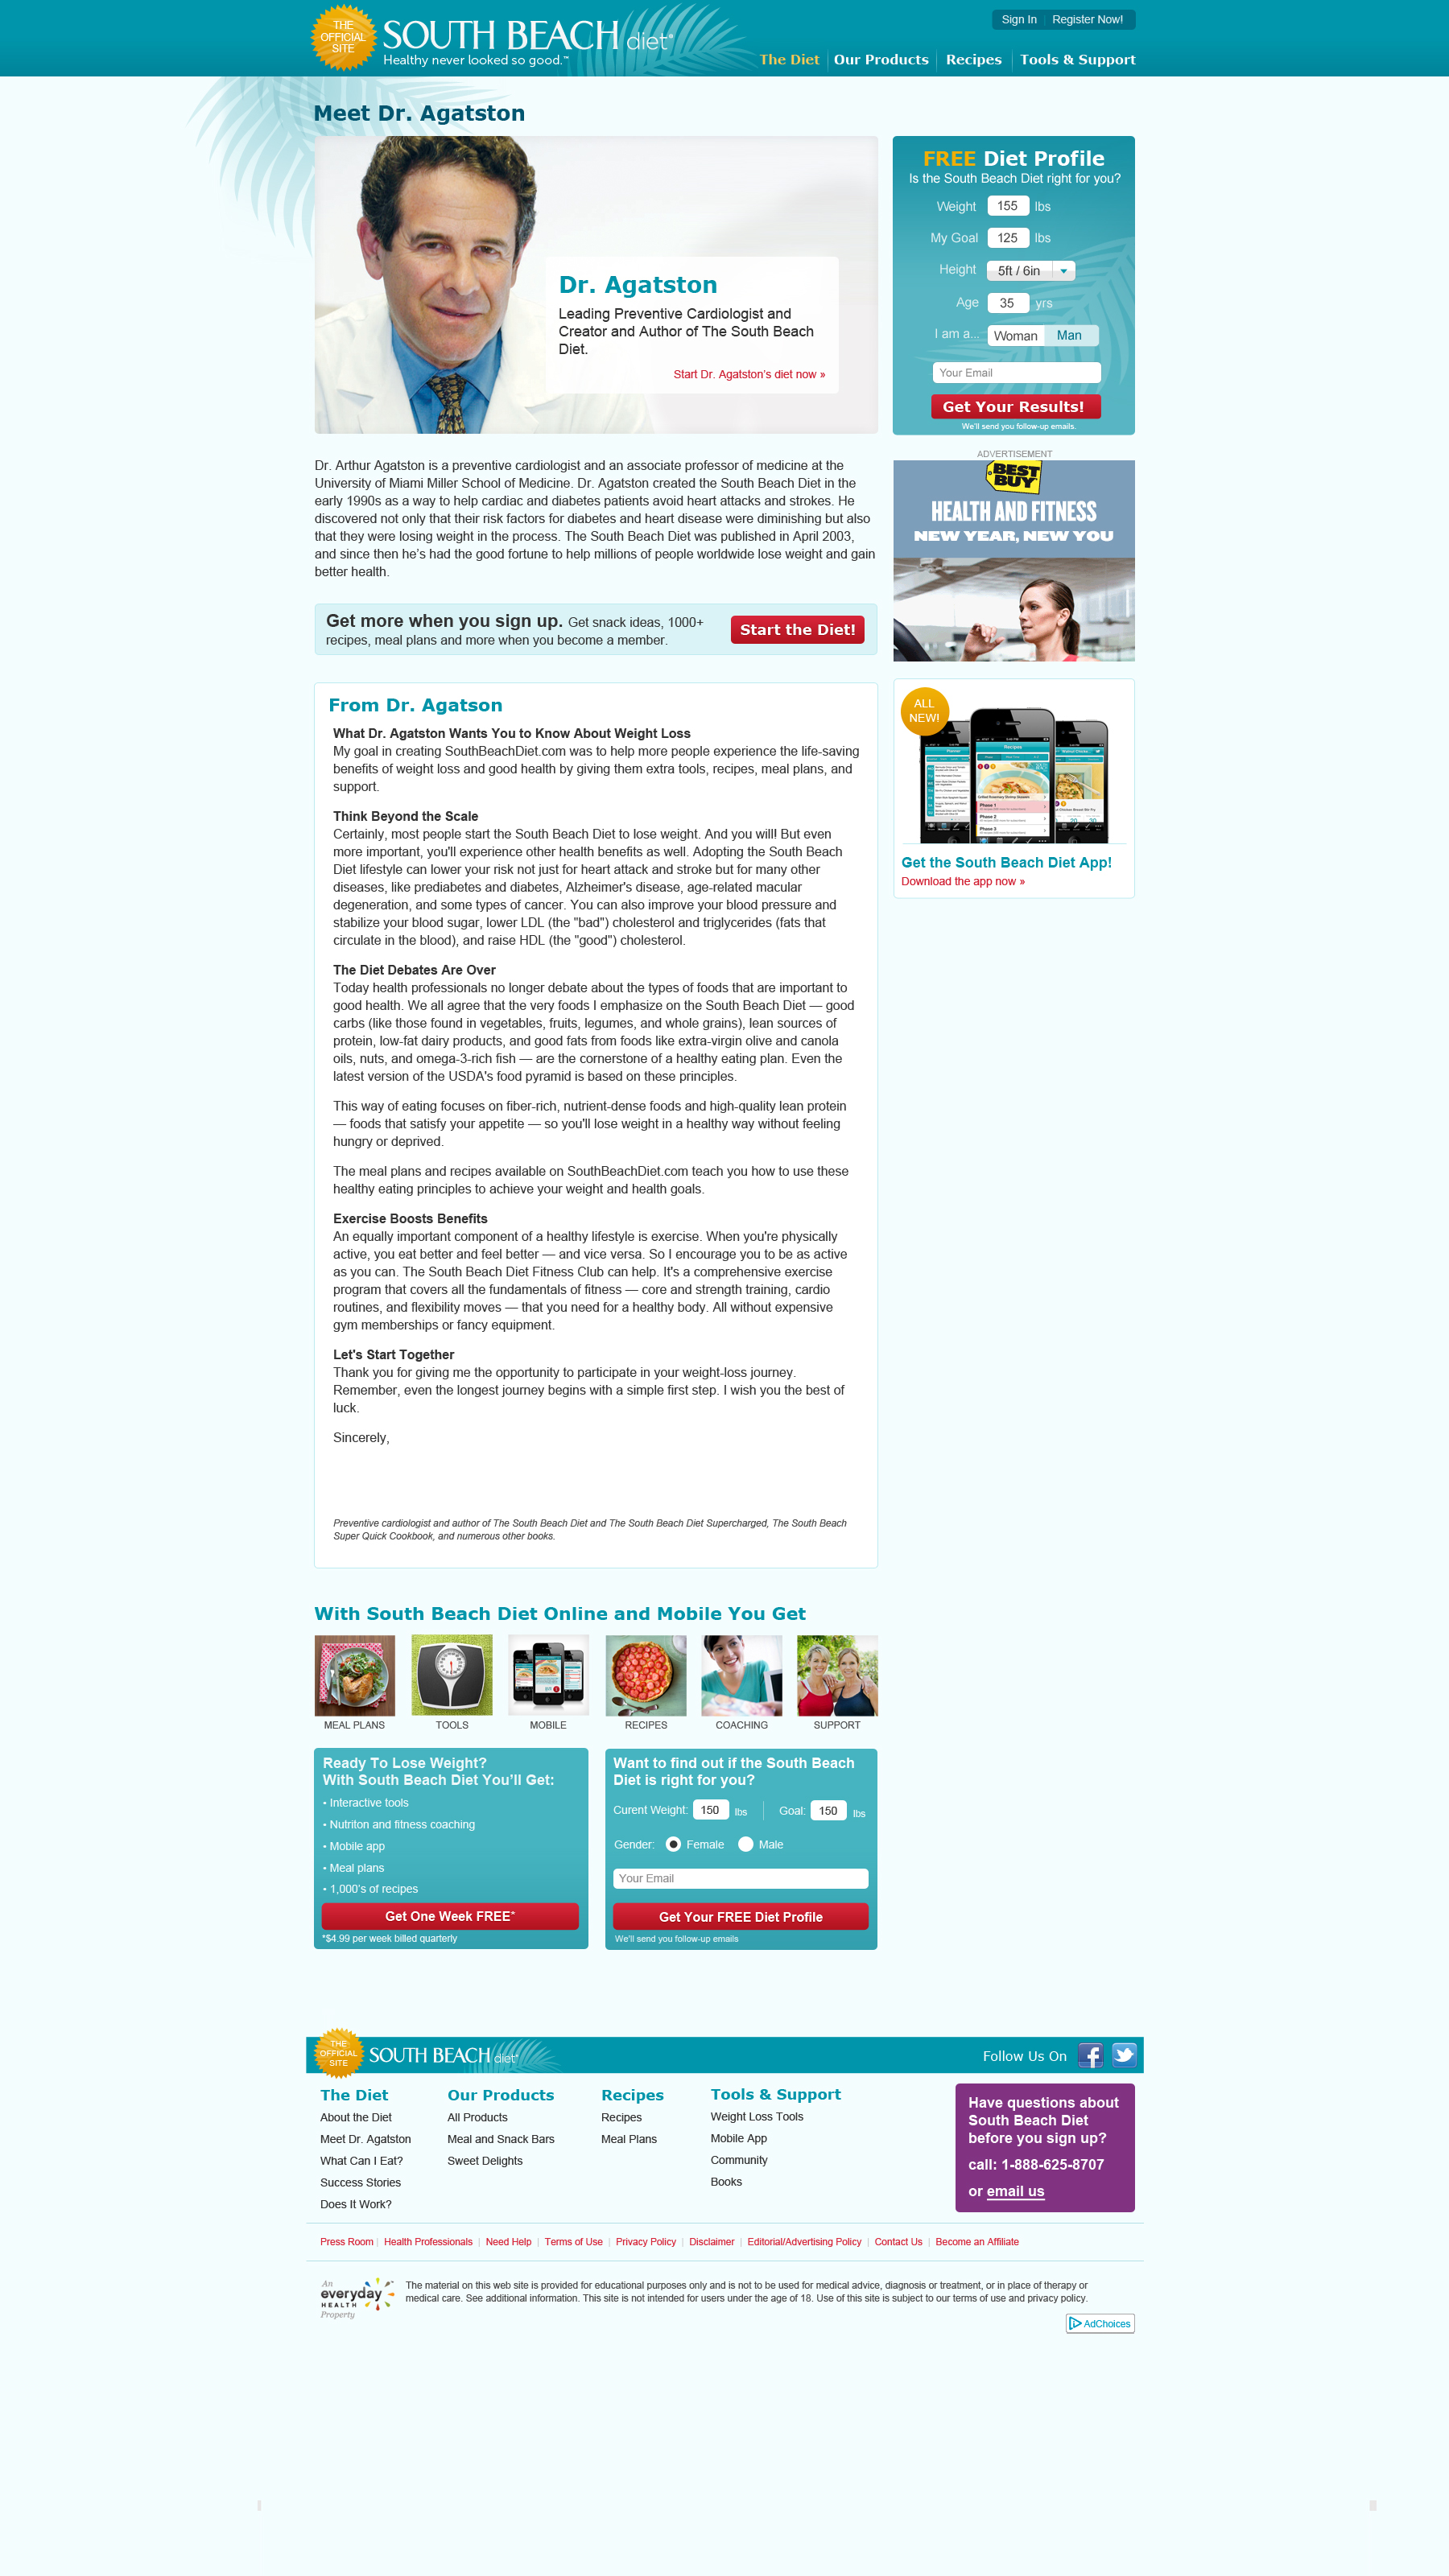 THE
OFFICIAL
SITE
SOUTH BEACH diet®
Healthy never looked so good.™
Sign In
Register Now!
The Diet
Our Products
Recipes
Tools & Support
Meet Dr. Agatston
Dr. Agatston
Leading Preventive Cardiologist and
Creator and Author of The South Beach
Diet.
Start Dr. Agatston's diet now »
FREE Diet Profile
Is the South Beach Diet right for you?
Weight 155 lbs
My Goal 125 lbs
Height 5ft / 6in
Age 35 yrs
I am a... Woman Man
Your Email
Get Your Results!
We'll send you follow-up emails.
Dr. Arthur Agatston is a preventive cardiologist and an associate professor of medicine at the
University of Miami Miller School of Medicine. Dr. Agatston created the South Beach Diet in the
early 1990s as a way to help cardiac and diabetes patients avoid heart attacks and strokes. He
discovered not only that their risk factors for diabetes and heart disease were diminishing but also
that they were losing weight in the process. The South Beach Diet was published in April 2003,
and since then he's had the good fortune to help millions of people worldwide lose weight and gain
better health.
ADVERTISEMENT
BEST
BUY
HEALTH AND FITNESS
NEW YEAR, NEW YOU
Get more when you sign up. Get snack ideas, 1000+
recipes, meal plans and more when you become a member.
Start the Diet!
ALL
NEW!
Planner
Recipes
Phase 1
Phase 2
Phase 3
Get the South Beach Diet App!
Download the app now »
From Dr. Agatson
What Dr. Agatston Wants You to Know About Weight Loss
My goal in creating SouthBeachDiet.com was to help more people experience the life-saving
benefits of weight loss and good health by giving them extra tools, recipes, meal plans, and
support.
Think Beyond the Scale
Certainly, most people start the South Beach Diet to lose weight. And you will! But even
more important, you'll experience other health benefits as well. Adopting the South Beach
Diet lifestyle can lower your risk not just for heart attack and stroke but for many other
diseases, like prediabetes and diabetes, Alzheimer's disease, age-related macular
degeneration, and some types of cancer. You can also improve your blood pressure and
stabilize your blood sugar, lower LDL (the "bad") cholesterol and triglycerides (fats that
circulate in the blood), and raise HDL (the "good") cholesterol.
The Diet Debates Are Over
Today health professionals no longer debate about the types of foods that are important to
good health. We all agree that the very foods I emphasize on the South Beach Diet — good
carbs (like those found in vegetables, fruits, legumes, and whole grains), lean sources of
protein, low-fat dairy products, and good fats from foods like extra-virgin olive and canola
oils, nuts, and omega-3-rich fish — are the cornerstone of a healthy eating plan. Even the
latest version of the USDA's food pyramid is based on these principles.
This way of eating focuses on fiber-rich, nutrient-dense foods and high-quality lean protein
— foods that satisfy your appetite — so you'll lose weight in a healthy way without feeling
hungry or deprived.
The meal plans and recipes available on SouthBeachDiet.com teach you how to use these
healthy eating principles to achieve your weight and health goals.
Exercise Boosts Benefits
An equally important component of a healthy lifestyle is exercise. When you're physically
active, you eat better and feel better — and vice versa. So I encourage you to be as active
as you can. The South Beach Diet Fitness Club can help. It's a comprehensive exercise
program that covers all the fundamentals of fitness — core and strength training, cardio
routines, and flexibility moves — that you need for a healthy body. All without expensive
gym memberships or fancy equipment.
Let's Start Together
Thank you for giving me the opportunity to participate in your weight-loss journey.
Remember, even the longest journey begins with a simple first step. I wish you the best of
luck.
Sincerely,
Preventive cardiologist and author of The South Beach Diet and The South Beach Diet Supercharged, The South Beach
Super Quick Cookbook, and numerous other books.
With South Beach Diet Online and Mobile You Get
MEAL PLANS
TOOLS
MOBILE
RECIPES
COACHING
SUPPORT
Ready To Lose Weight?
With South Beach Diet You'll Get:
• Interactive tools
• Nutriton and fitness coaching
• Mobile app
• Meal plans
• 1,000's of recipes
Get One Week FREE*
*$4.99 per week billed quarterly
Want to find out if the South Beach
Diet is right for you?
Curent Weight: 150 lbs
Goal: 150 lbs
Gender: Female Male
Your Email
Get Your FREE Diet Profile
We'll send you follow-up emails
THE
OFFICIAL
SITE
SOUTH BEACH diet®
Follow Us On
The Diet
About the Diet
Meet Dr. Agatston
What Can I Eat?
Success Stories
Does It Work?
Our Products
All Products
Meal and Snack Bars
Sweet Delights
Recipes
Recipes
Meal Plans
Tools & Support
Weight Loss Tools
Mobile App
Community
Books
Have questions about
South Beach Diet
before you sign up?
call: 1-888-625-8707
or email us
Press Room | Health Professionals | Need Help | Terms of Use | Privacy Policy | Disclaimer | Editorial/Advertising Policy | Contact Us | Become an Affiliate
An
everyday
HEALTH
Property
The material on this web site is provided for educational purposes only and is not to be used for medical advice, diagnosis or treatment, or in place of therapy or
medical care. See additional information. This site is not intended for users under the age of 18. Use of this site is subject to our terms of use and privacy policy.
AdChoices